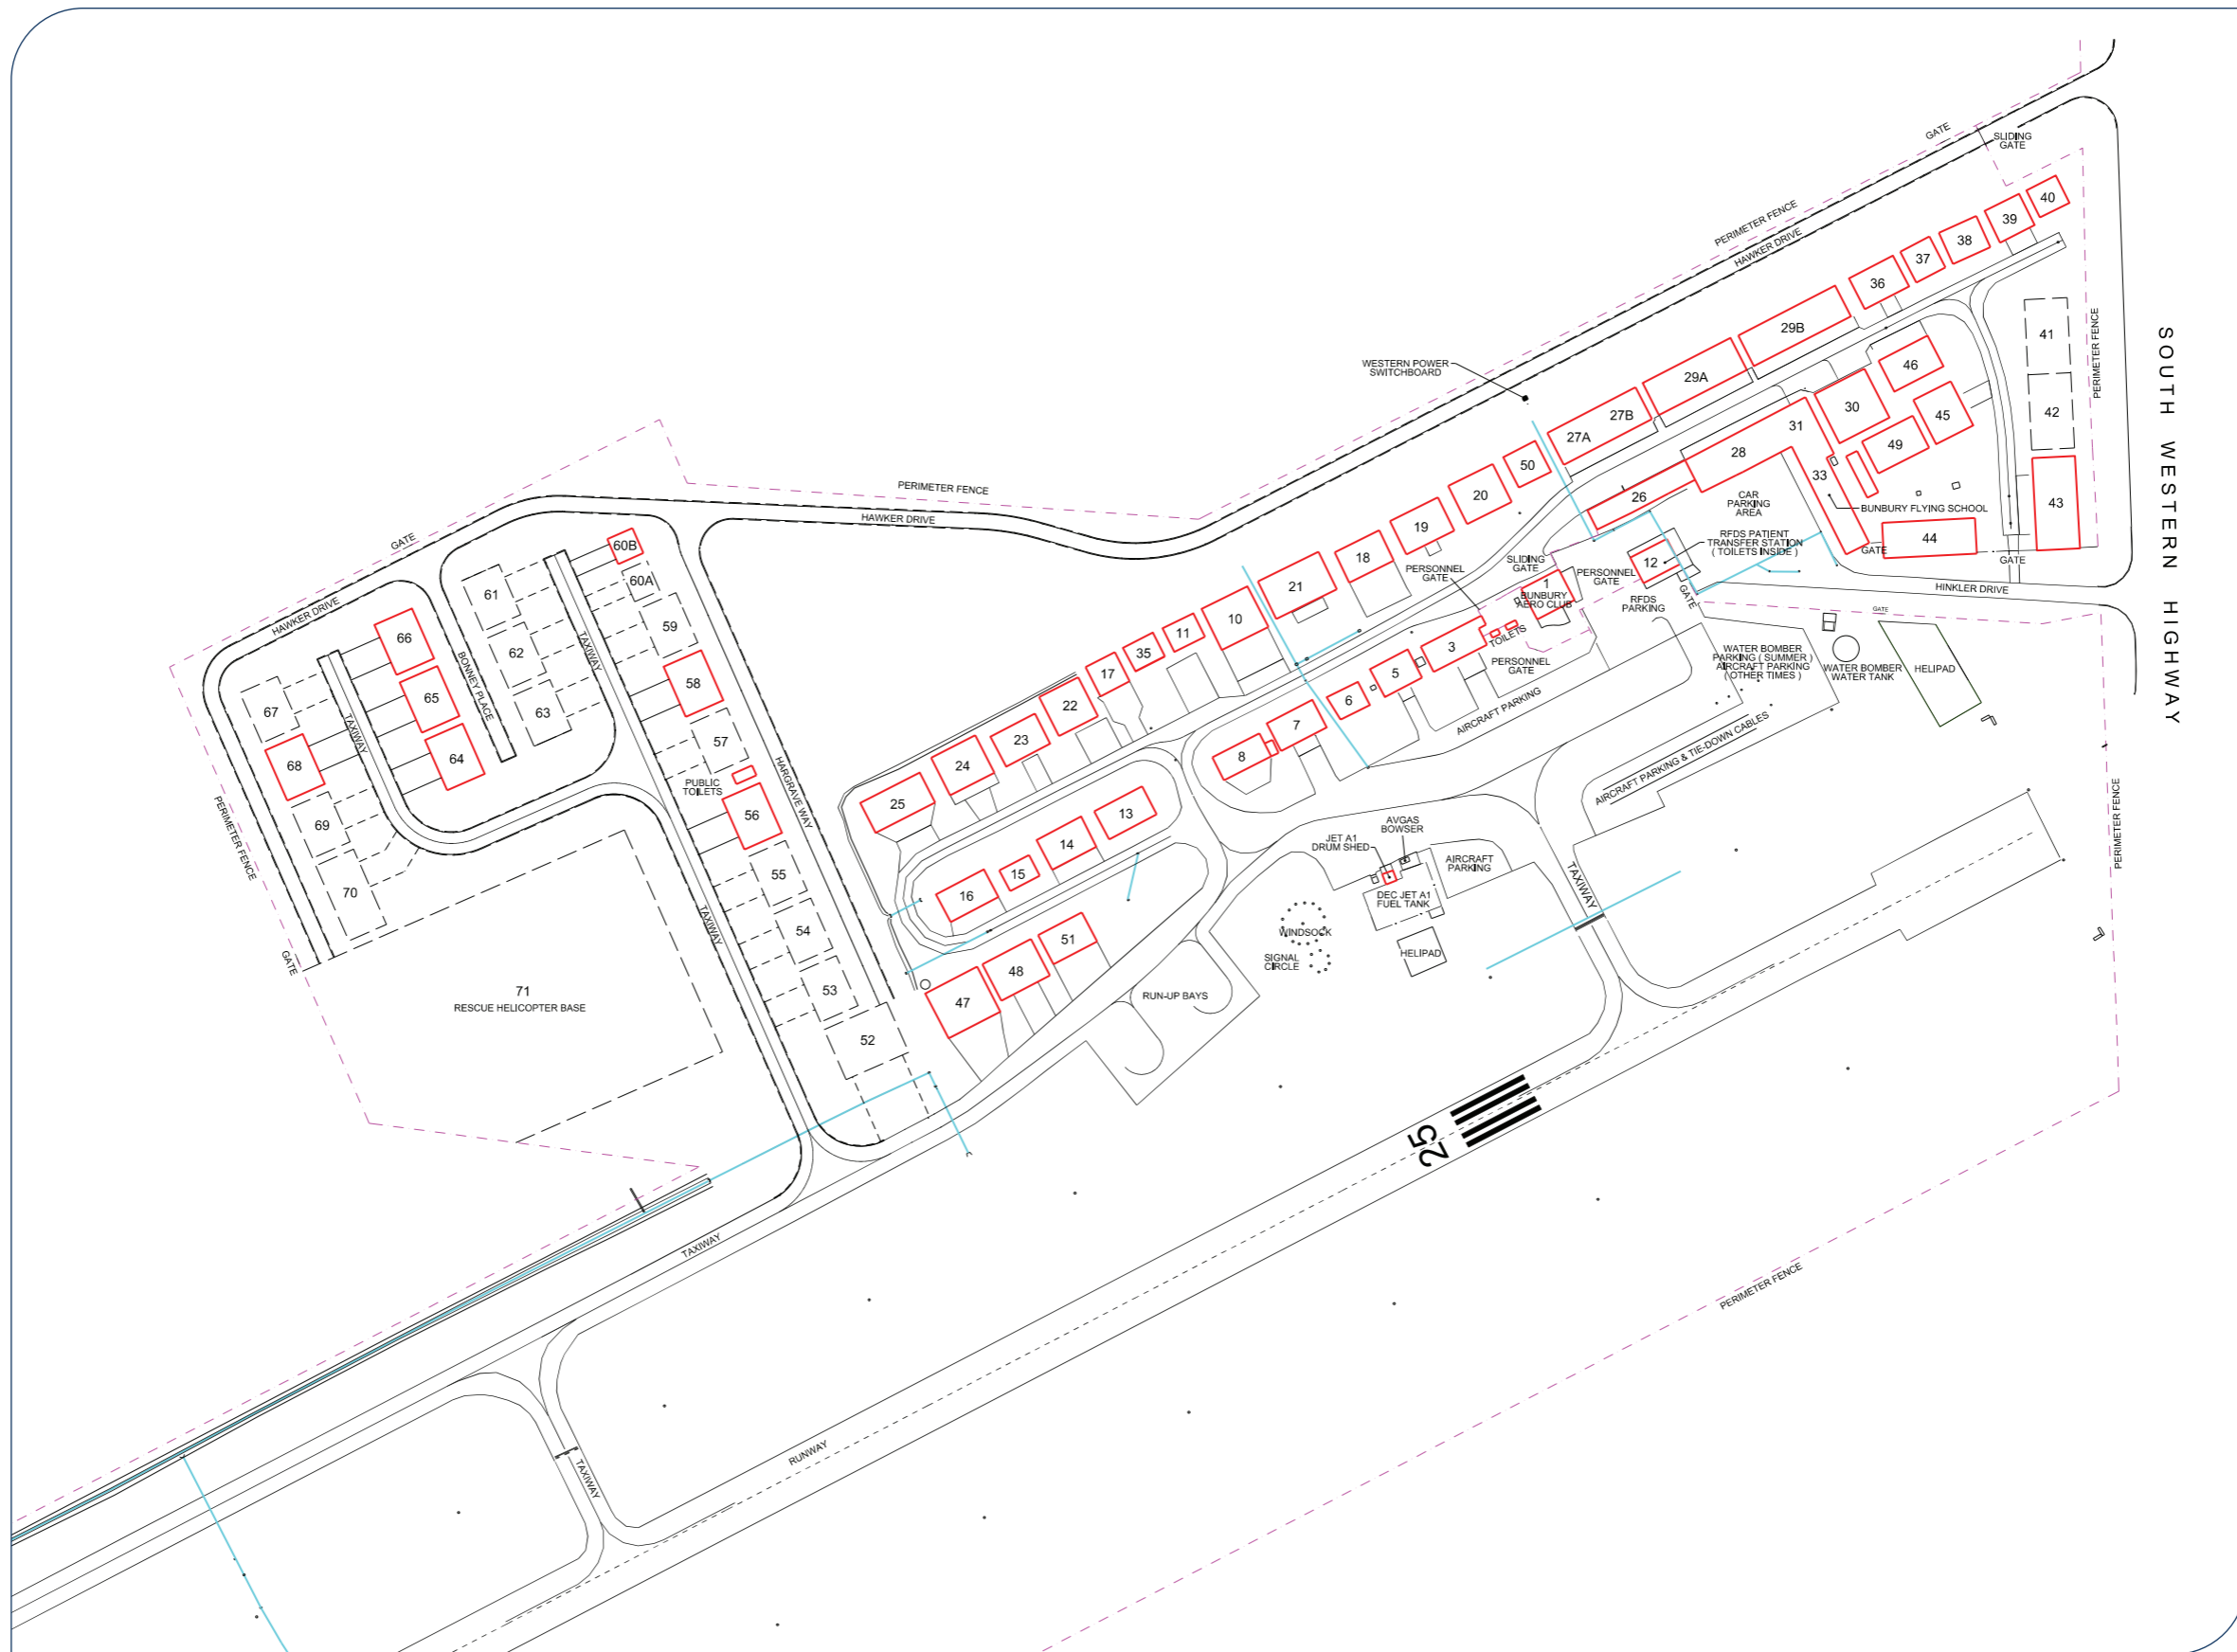 GATE
SLIDING
GATE
40
39
38
37
36
PERIMETER FENCE
HAWKER DRIVE
29B
29A
27B
27A
WESTERN POWER
SWITCHBOARD
41
42
43
PERIMETER FENCE
SOUTH WESTERN HIGHWAY
46
45
30
49
31
28
33
26
CAR
PARKING
AREA
BUNBURY FLYING SCHOOL
44
GATE
GATE
RFDS PATIENT
TRANSFER STATION
( TOILETS INSIDE )
12
50
20
19
18
21
10
11
35
17
22
23
24
25
SLIDING
GATE
PERSONNEL
GATE
PERSONNEL
GATE
1
BUNBURY
AERO CLUB
RFDS
PARKING
GATE
HINKLER DRIVE
GATE
TOILETS
PERSONNEL
GATE
3
5
6
7
8
AIRCRAFT PARKING
WATER BOMBER
PARKING ( SUMMER )
AIRCRAFT PARKING
( OTHER TIMES )
WATER BOMBER
WATER TANK
HELIPAD
AIRCRAFT PARKING & TIE-DOWN CABLES
PERIMETER FENCE
PERIMETER FENCE
HAWKER DRIVE
GATE
HAWKER DRIVE
60B
60A
61
62
63
59
58
57
PUBLIC
TOILETS
56
55
54
53
52
66
65
64
67
68
69
70
TAXIWAY
BONNEY PLACE
TAXIWAY
HARGRAVE WAY
TAXIWAY
PERIMETER FENCE
GATE
71
RESCUE HELICOPTER BASE
13
14
15
16
51
48
47
JET A1
DRUM SHED
AVGAS
BOWSER
AIRCRAFT
PARKING
DEC JET A1
FUEL TANK
WINDSOCK
SIGNAL
CIRCLE
HELIPAD
RUN-UP BAYS
TAXIWAY
25
TAXIWAY
TAXIWAY
RUNWAY
PERIMETER FENCE